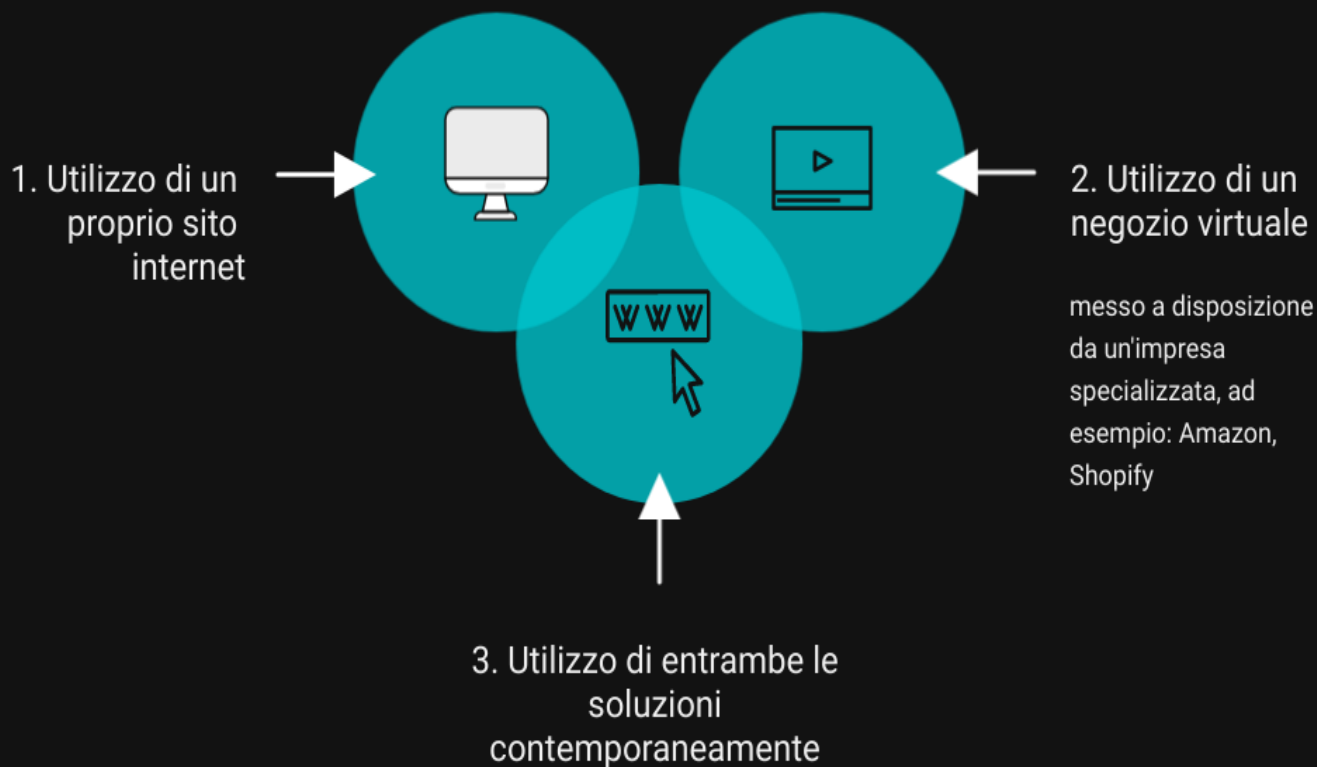 1. Utilizzo di un
proprio sito
internet
2. Utilizzo di un
negozio virtuale
messo a disposizione
da un'impresa
specializzata, ad
esempio: Amazon,
Shopify
WWW
3. Utilizzo di entrambe le
soluzioni
contemporaneamente